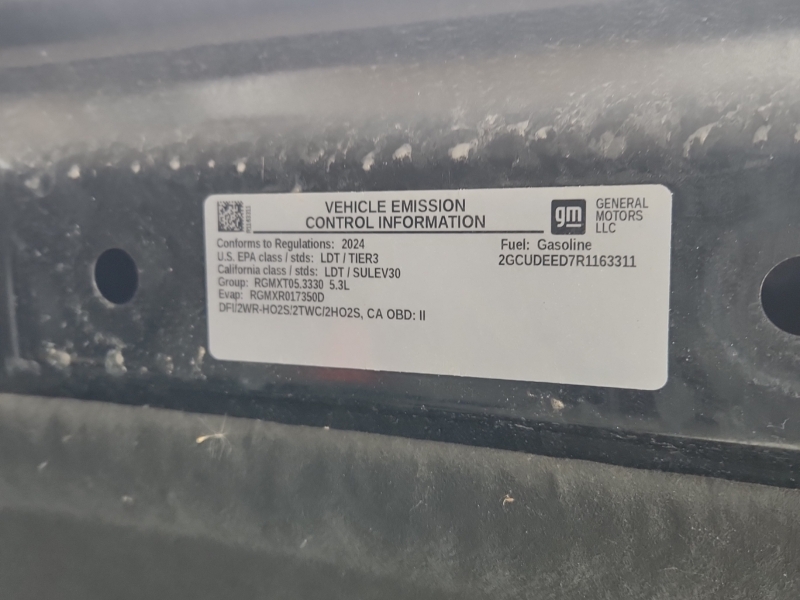 VEHICLE EMISSION
CONTROL INFORMATION
gm
GENERAL
MOTORS
LLC
Conforms to Regulations: 2024
U.S. EPA class / stds: LDT / TIER3
California class / stds: LDT / SULEV30
Group: RGMXT05.3330 5.3L
Evap: RGMXR017350D
DFI/2WR-HO2S/2TWC/2HO2S, CA OBD: II
Fuel: Gasoline
2GCUDEED7R1163311